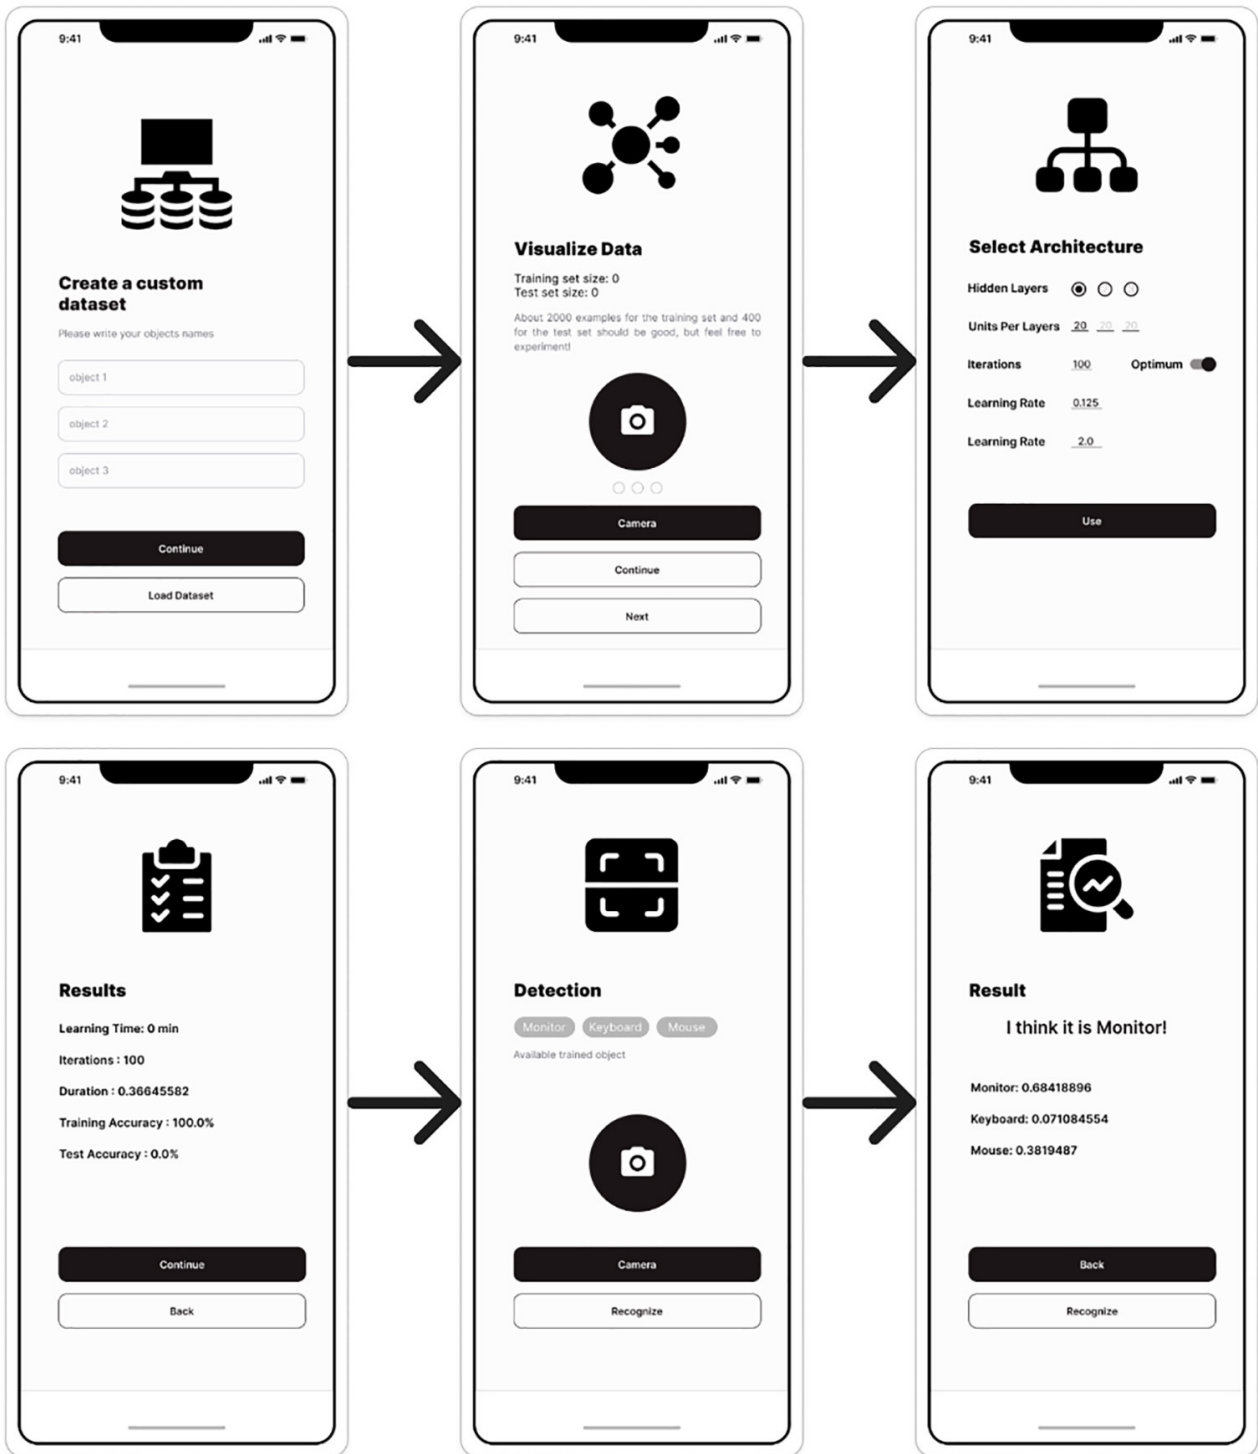 9:41
Create a custom
dataset
Please write your objects names
object 1
object 2
object 3
Continue
Load Dataset
9:41
Visualize Data
Training set size: 0
Test set size: 0
About 2000 examples for the training set and 400
for the test set should be good, but feel free to
experiment!
Camera
Continue
Next
9:41
Select Architecture
Hidden Layers
Units Per Layers 20 20 20
Iterations 100 Optimum
Learning Rate 0.125
Learning Rate 2.0
Use
9:41
Results
Learning Time: 0 min
Iterations : 100
Duration : 0.36645582
Training Accuracy : 100.0%
Test Accuracy : 0.0%
Continue
Back
9:41
Detection
Monitor Keyboard Mouse
Available trained object
Camera
Recognize
9:41
Result
I think it is Monitor!
Monitor: 0.68418896
Keyboard: 0.071084554
Mouse: 0.3819487
Back
Recognize